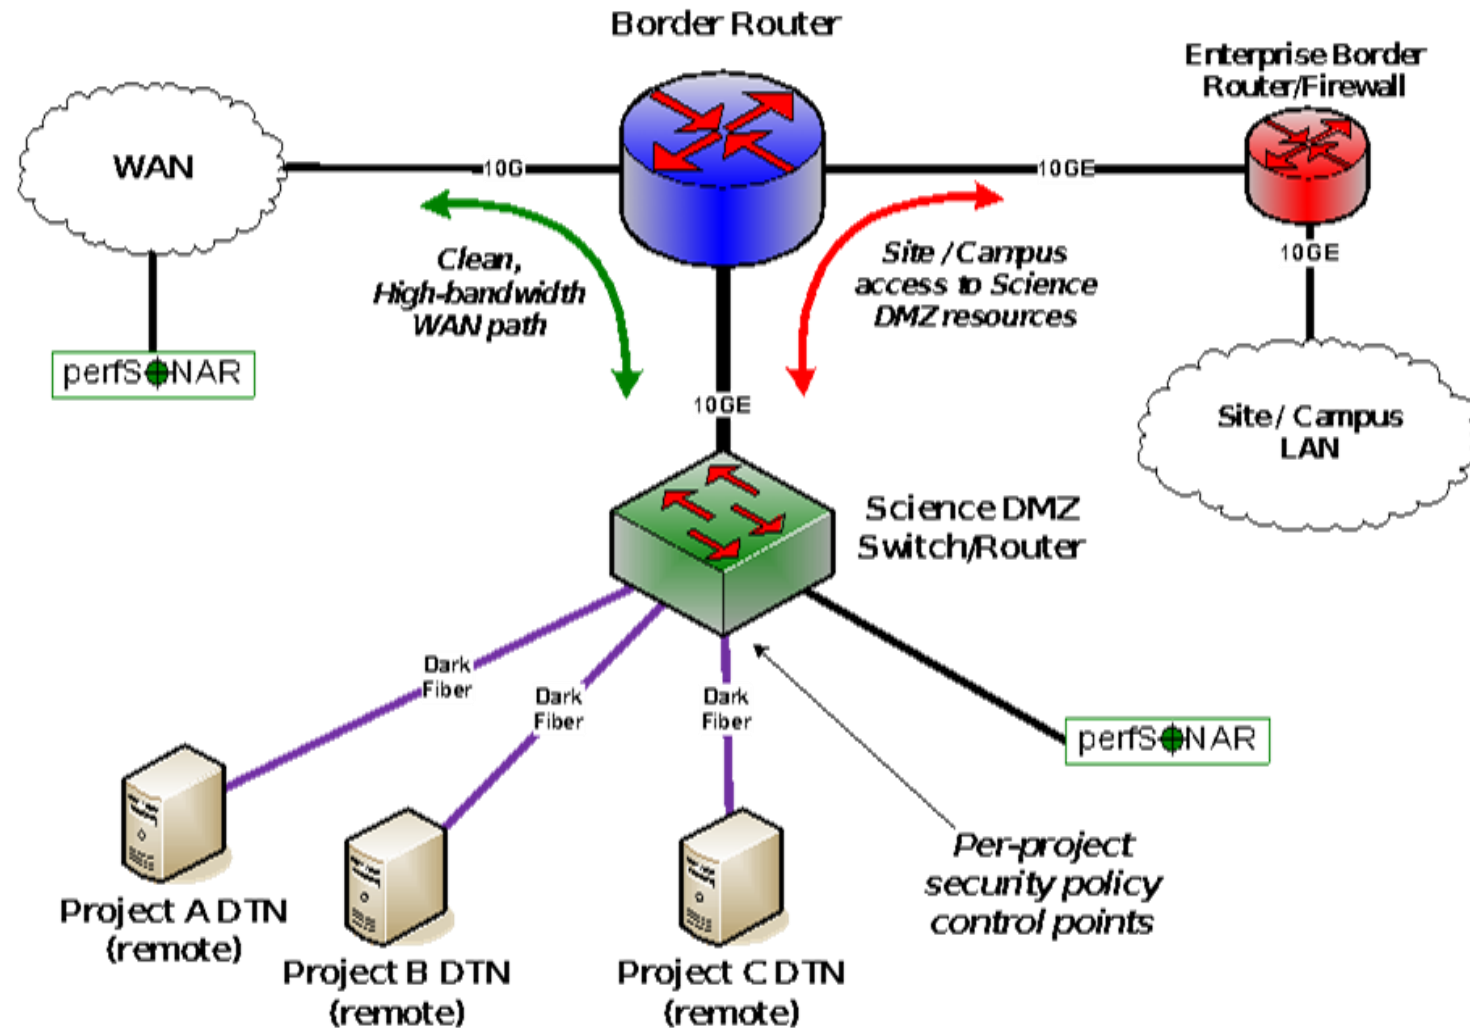 Border Router
Enterprise Border
Router/Firewall
WAN
10G
10GE
10GE
Clean,
High-bandwidth
WAN path
Site / Campus
access to Science
DMZ resources
perfSONAR
10GE
Site / Campus
LAN
Science DMZ
Switch/Router
Dark
Fiber
Dark
Fiber
Dark
Fiber
perfSONAR
Per-project
security policy
control points
Project A DTN
(remote)
Project B DTN
(remote)
Project C DTN
(remote)